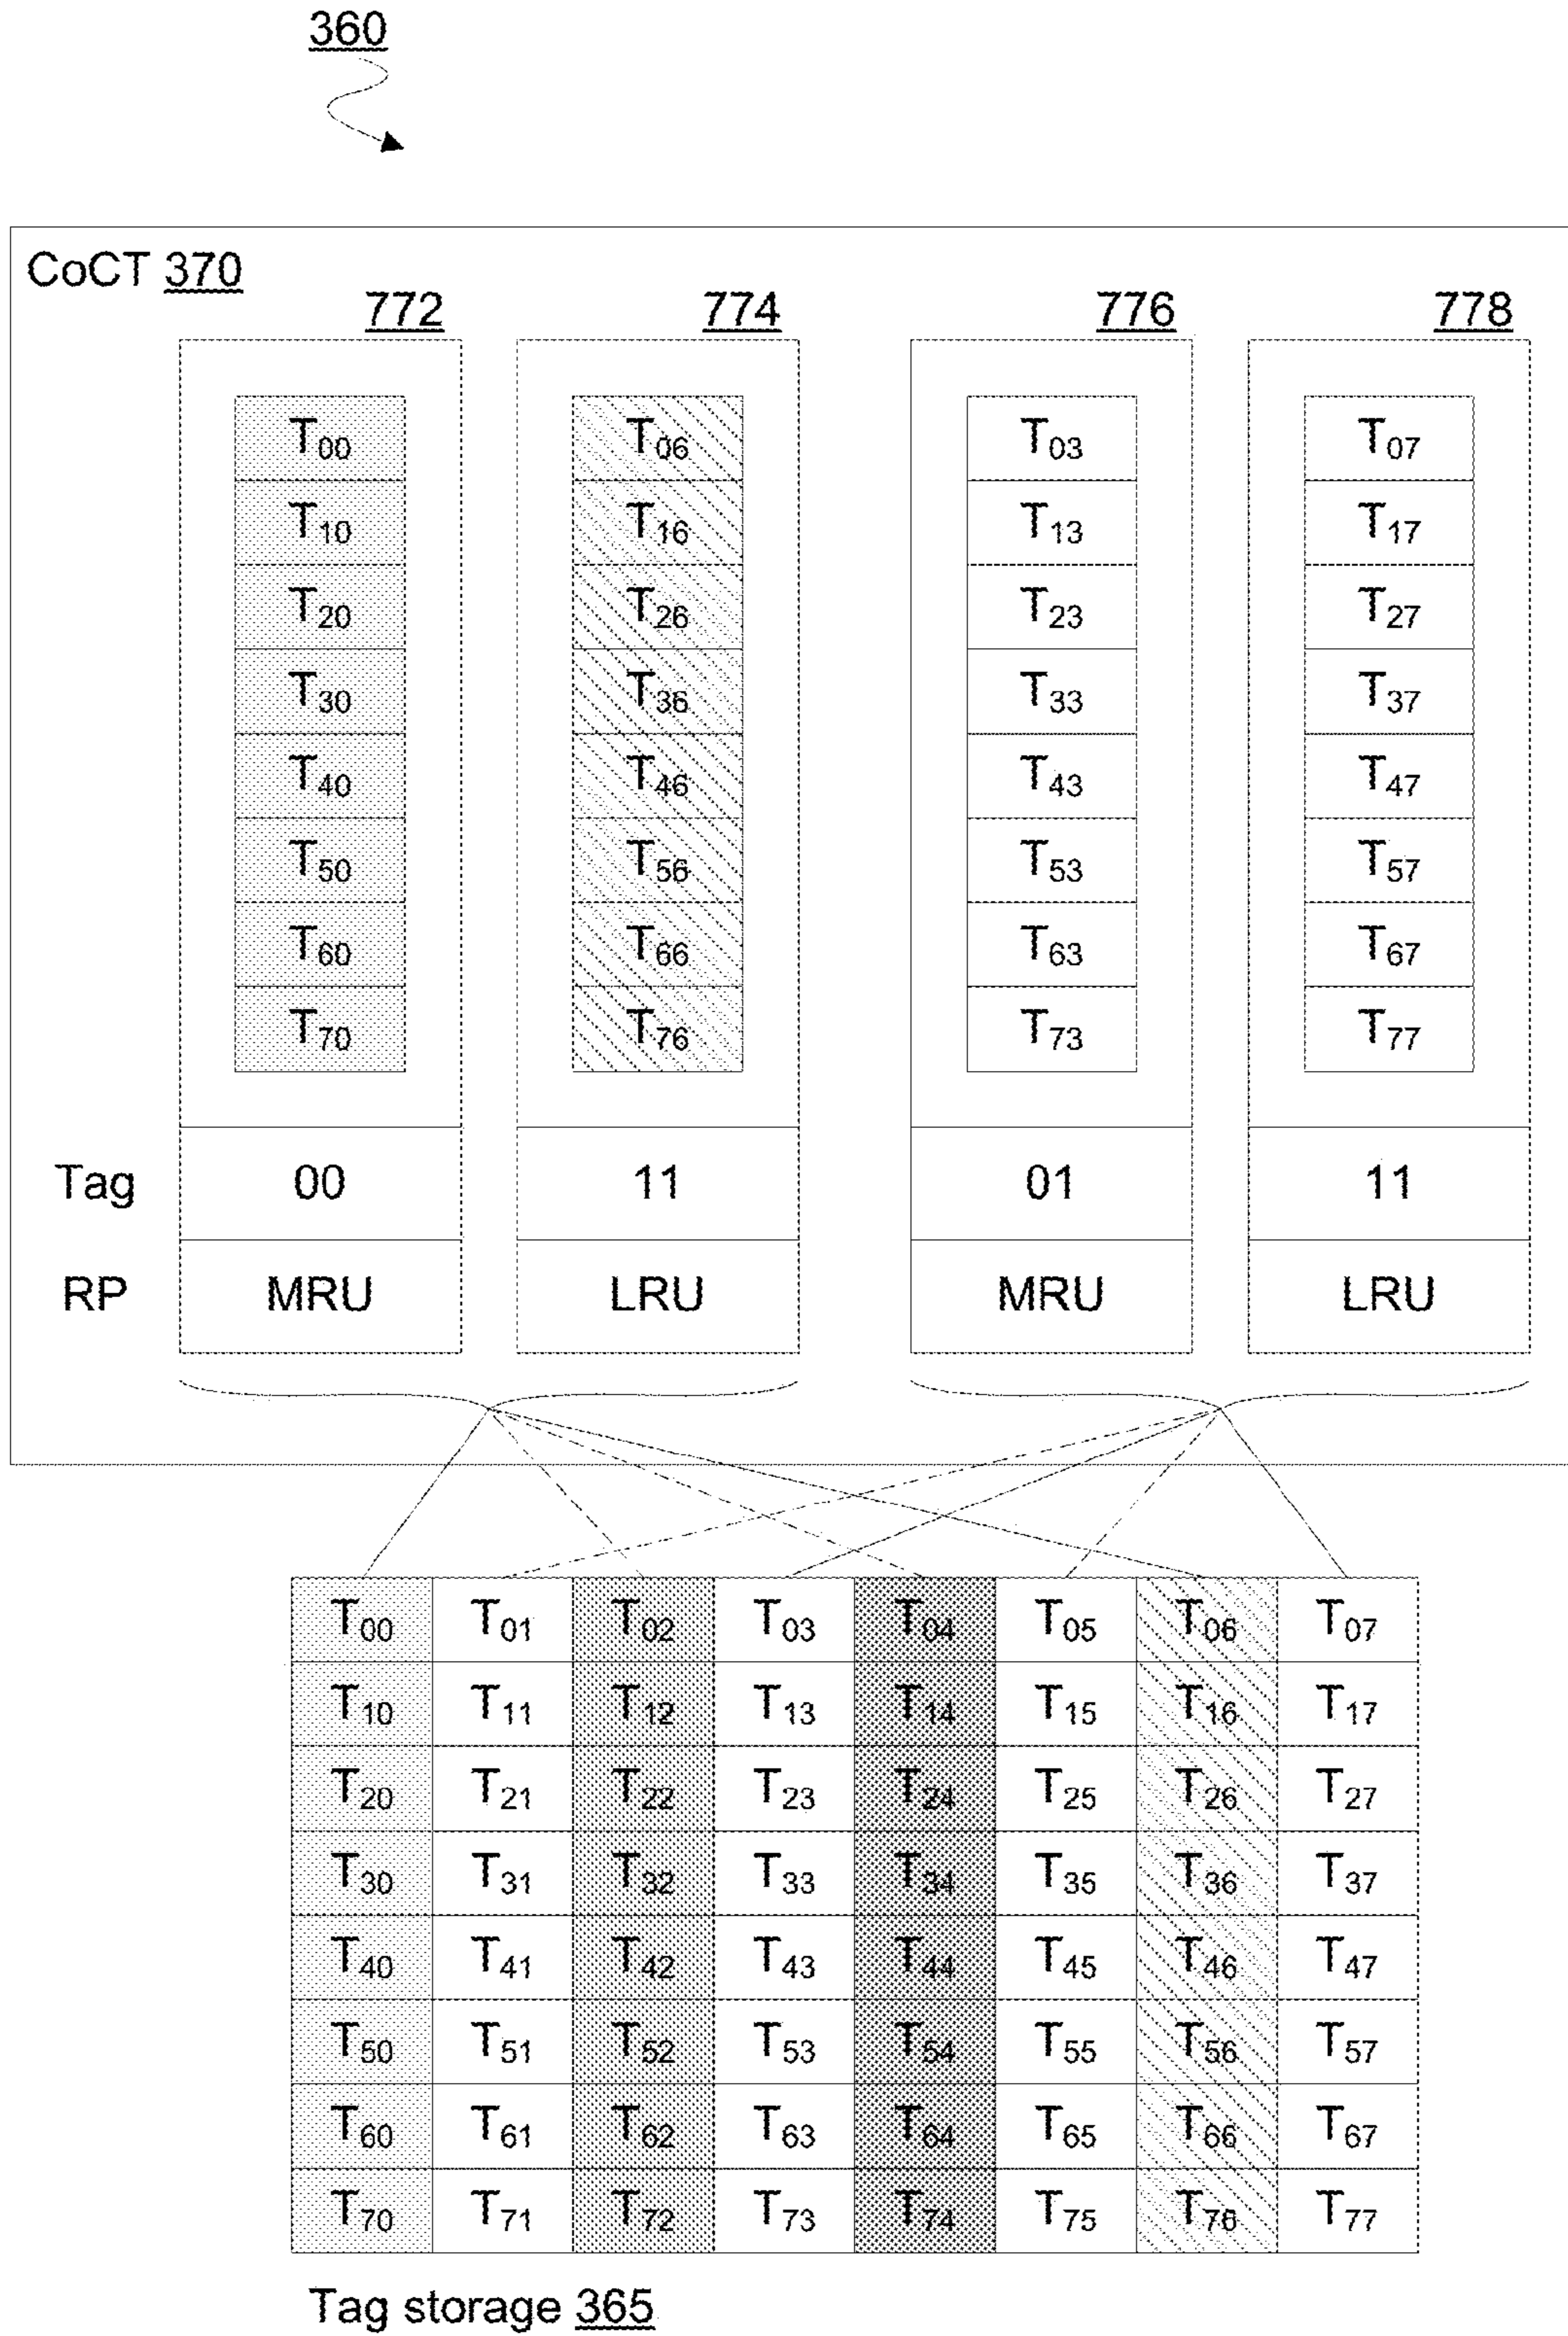 360
CoCT 370
772 774 776 778
T00 T06 T03 T07
T10 T16 T13 T17
T20 T26 T23 T27
T30 T36 T33 T37
T40 T46 T43 T47
T50 T56 T53 T57
T60 T66 T63 T67
T70 T76 T73 T77
Tag 00 11 01 11
RP MRU LRU MRU LRU
T00 T01 T02 T03 T04 T05 T06 T07
T10 T11 T12 T13 T14 T15 T16 T17
T20 T21 T22 T23 T24 T25 T26 T27
T30 T31 T32 T33 T34 T35 T36 T37
T40 T41 T42 T43 T44 T45 T46 T47
T50 T51 T52 T53 T54 T55 T56 T57
T60 T61 T62 T63 T64 T65 T66 T67
T70 T71 T72 T73 T74 T75 T76 T77
Tag storage 365